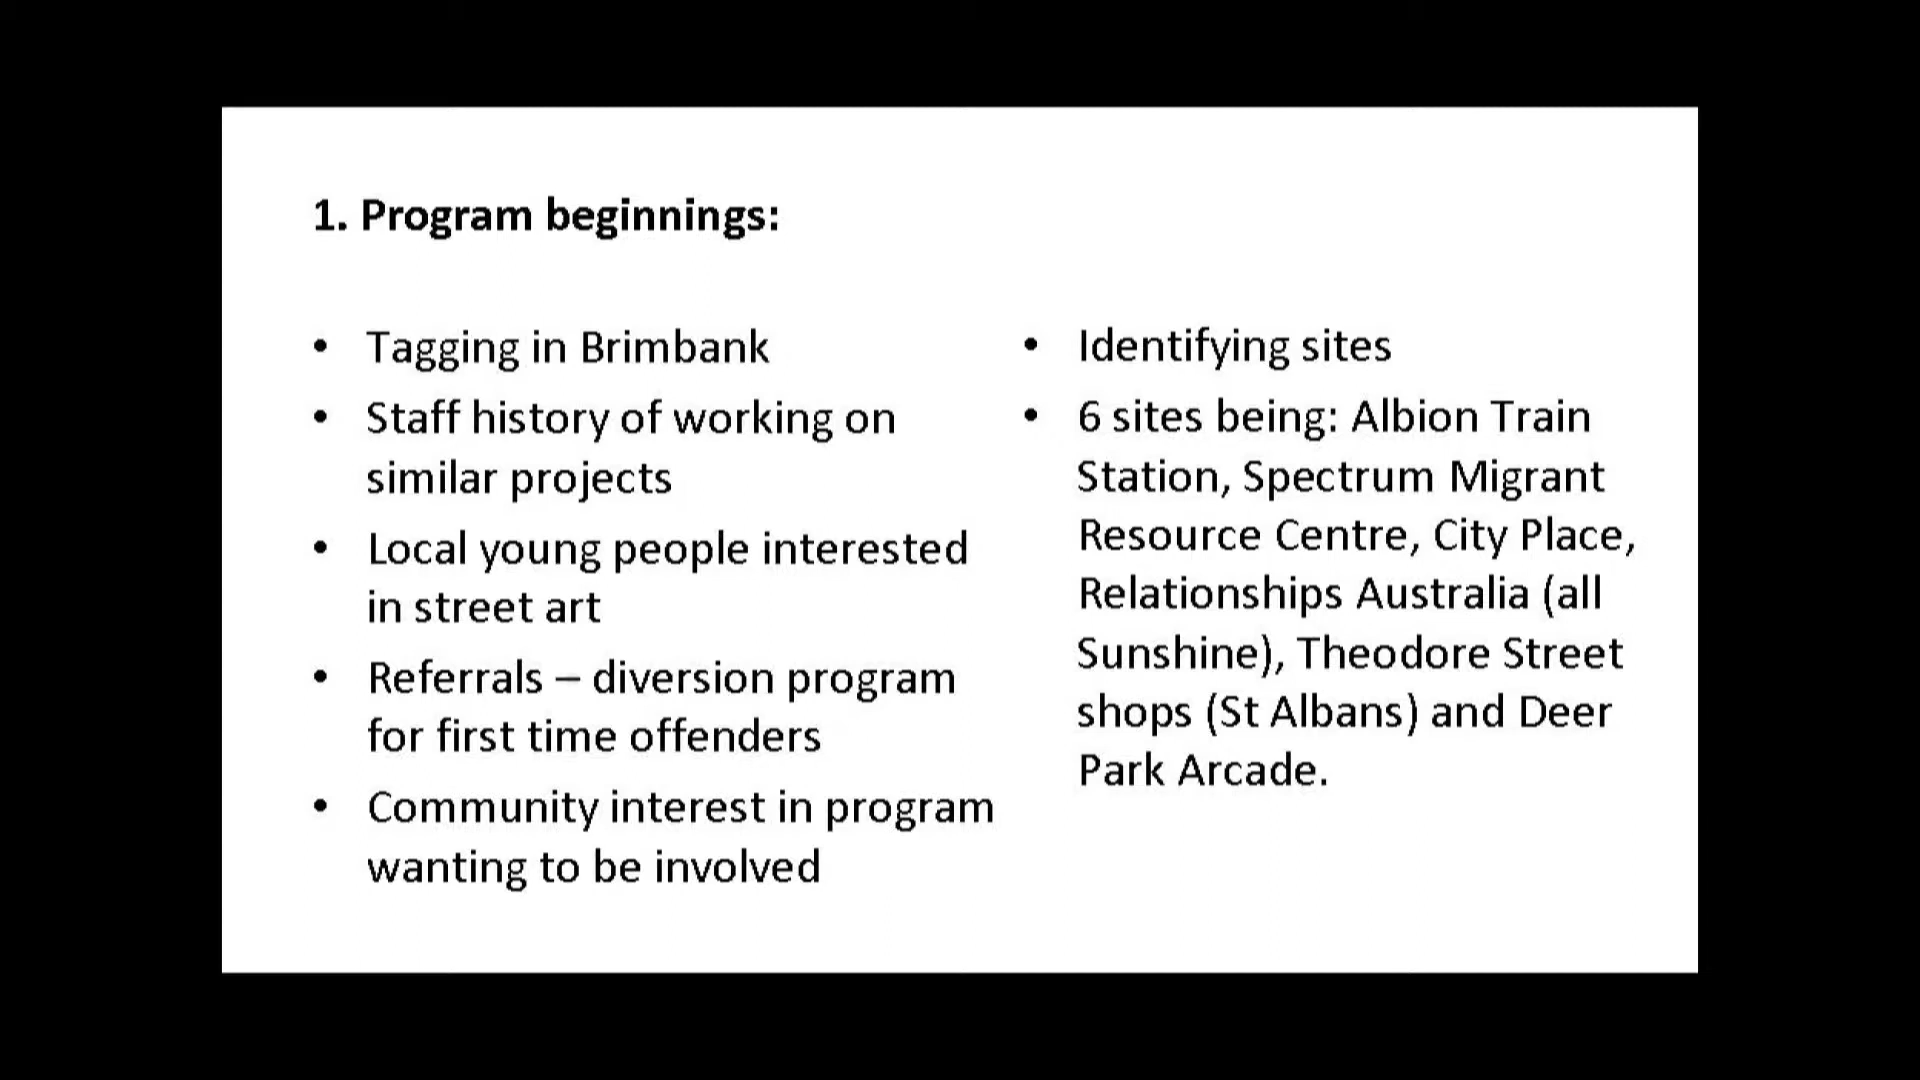 1. Program beginnings:
• Tagging in Brimbank
• Staff history of working on
similar projects
• Local young people interested
in street art
• Referrals – diversion program
for first time offenders
• Community interest in program
wanting to be involved
• Identifying sites
• 6 sites being: Albion Train
Station, Spectrum Migrant
Resource Centre, City Place,
Relationships Australia (all
Sunshine), Theodore Street
shops (St Albans) and Deer
Park Arcade.